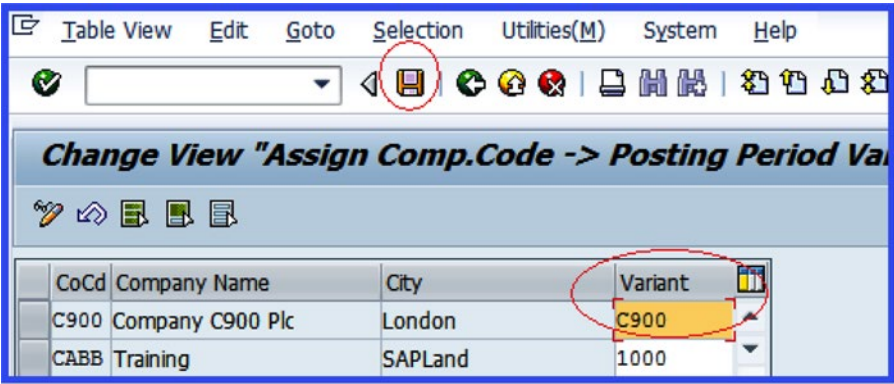 Table View Edit Goto Selection Utilities(M) System Help
Change View "Assign Comp.Code -> Posting Period Va
CoCd Company Name City Variant
C900 Company C900 Plc London C900
CABB Training SAPLand 1000